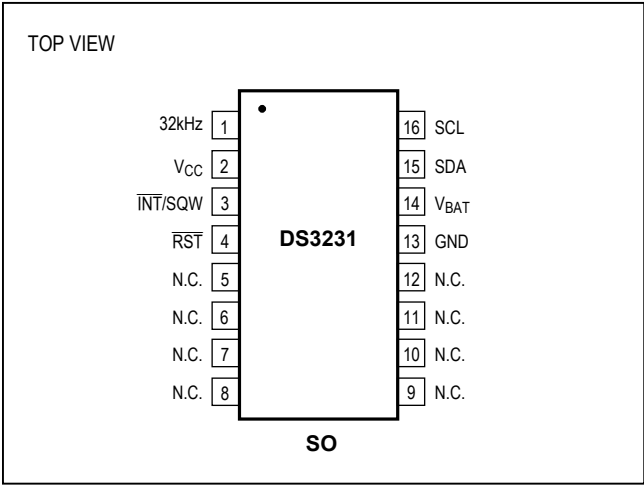 TOP VIEW
32kHz 1 16 SCL
VCC 2 15 SDA
INT/SQW 3 14 VBAT
RST 4 DS3231 13 GND
N.C. 5 12 N.C.
N.C. 6 11 N.C.
N.C. 7 10 N.C.
N.C. 8 9 N.C.
SO